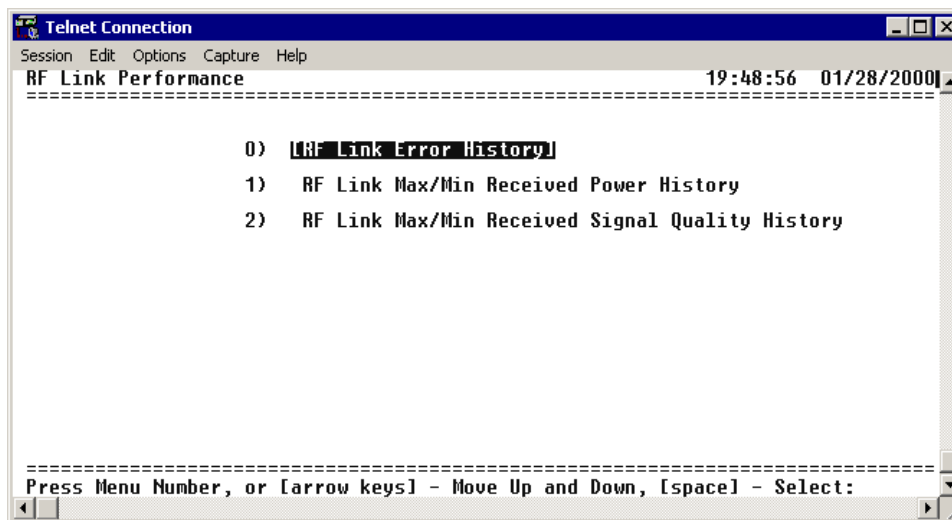 Telnet Connection
Session Edit Options Capture Help
RF Link Performance 19:48:56 01/28/2000
================================================================================
0) [RF Link Error History]
1) RF Link Max/Min Received Power History
2) RF Link Max/Min Received Signal Quality History
================================================================================
Press Menu Number, or [arrow keys] - Move Up and Down, [space] - Select: